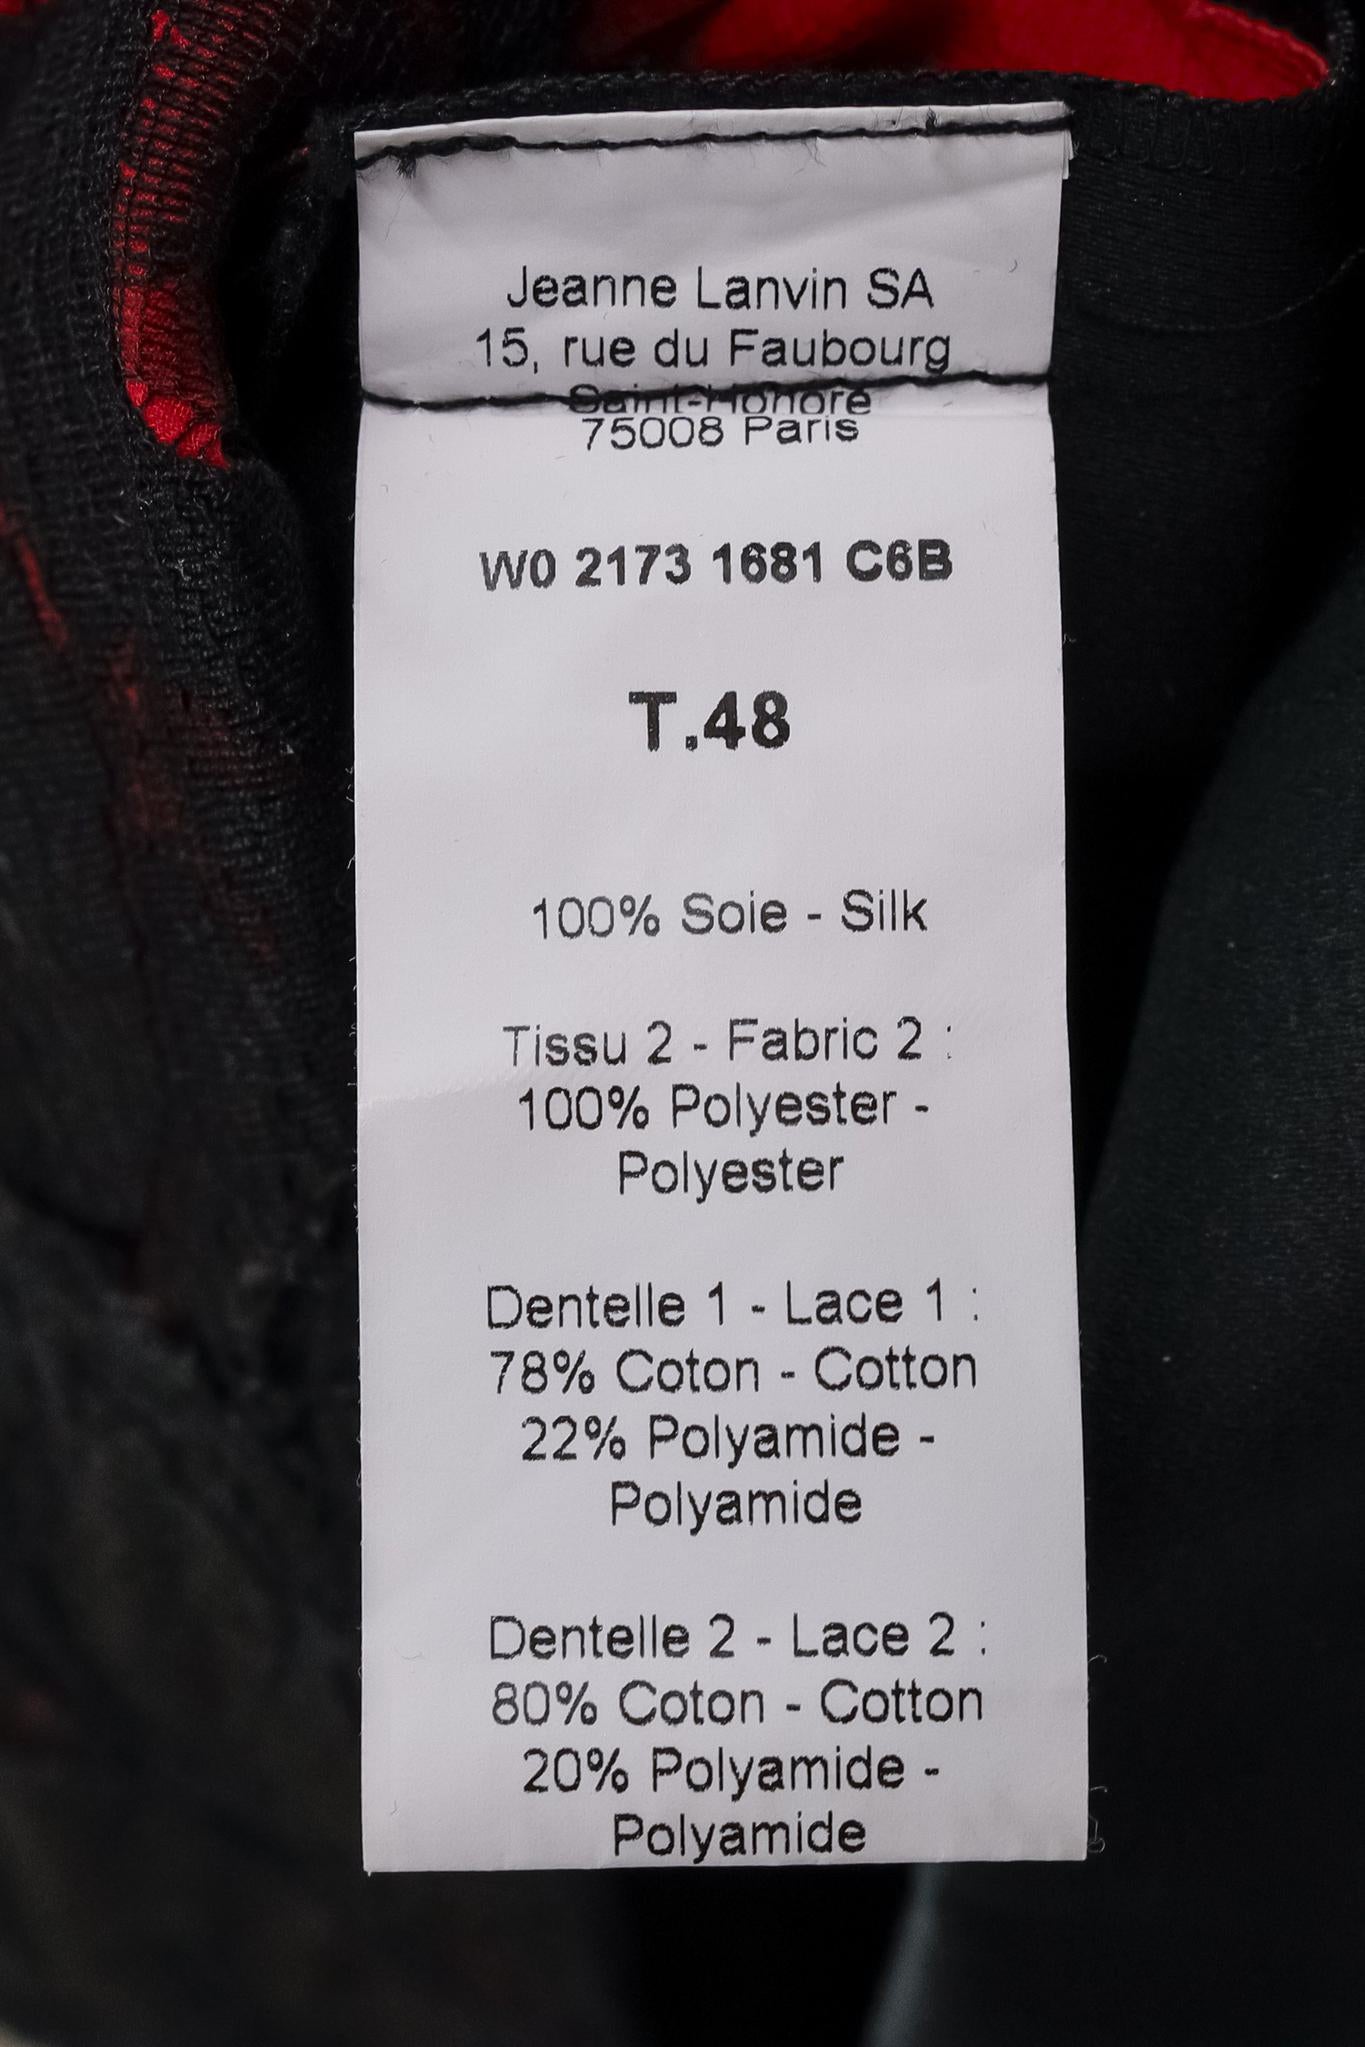 Jeanne Lanvin SA
15, rue du Faubourg
Saint-Honore
75008 Paris
W0 2173 1681 C6B
T.48
100% Soie - Silk
Tissu 2 - Fabric 2 :
100% Polyester -
Polyester
Dentelle 1 - Lace 1 :
78% Coton - Cotton
22% Polyamide -
Polyamide
Dentelle 2 - Lace 2 :
80% Coton - Cotton
20% Polyamide -
Polyamide